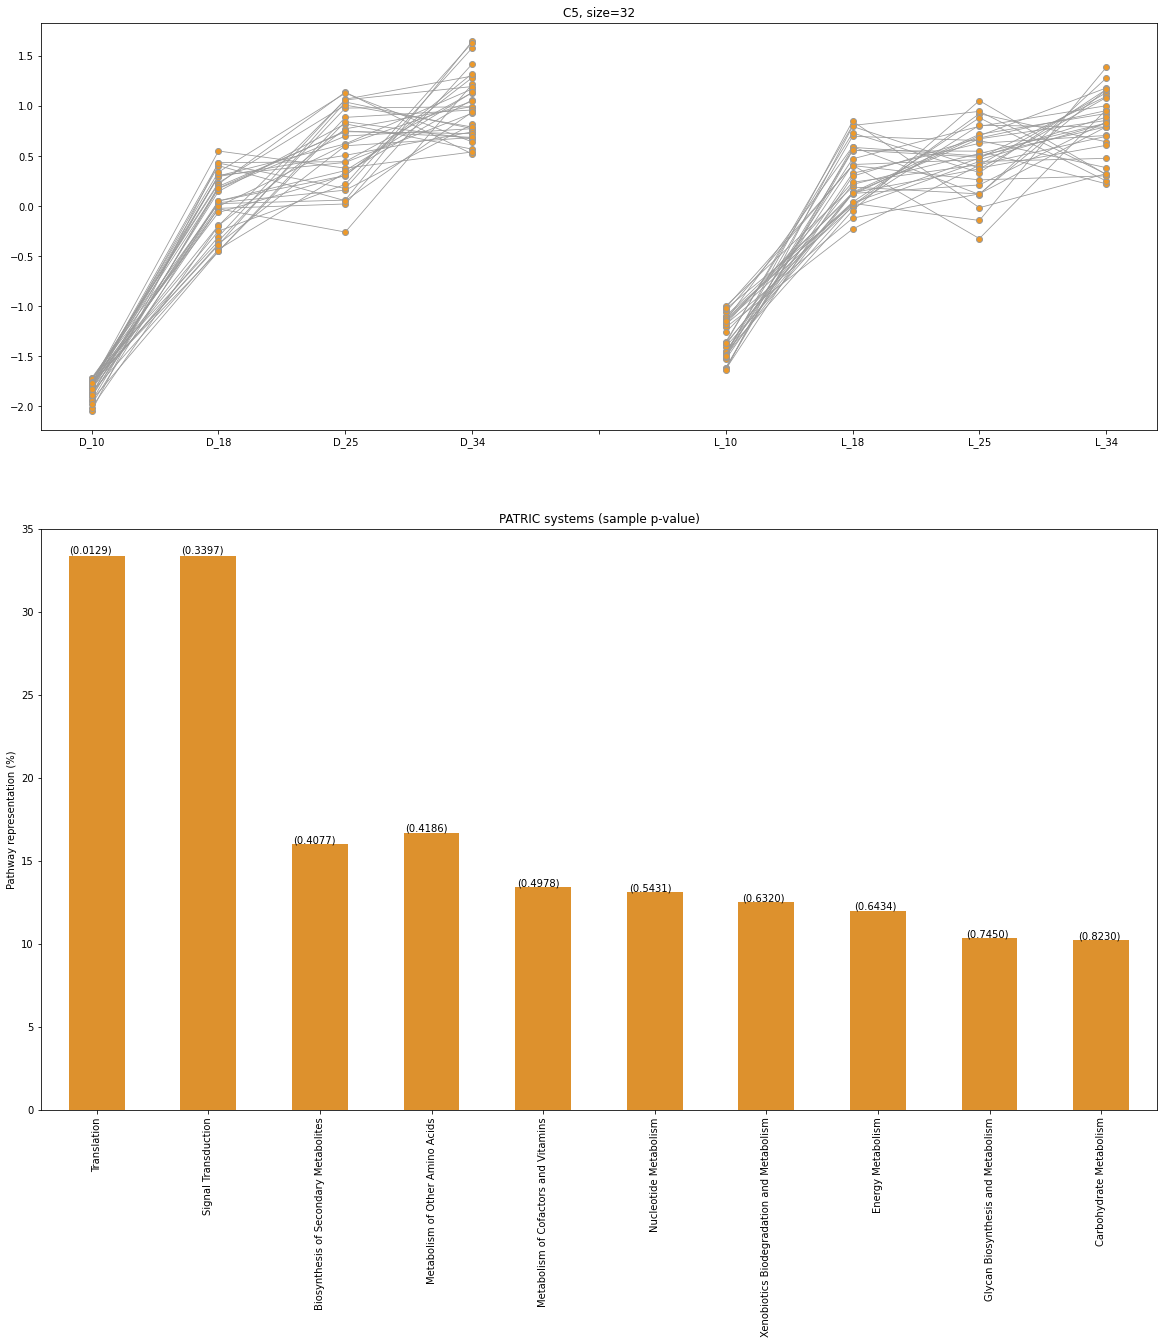 C5, size=32
1.5
1.0
0.5
0.0
−0.5
−1.0
−1.5
−2.0
D_10 D_18 D_25 D_34 L_10 L_18 L_25 L_34
PATRIC systems (sample p-value)
Pathway representation (%)
35
30
25
20
15
10
5
0
(0.0129) (0.3397) (0.4077) (0.4186) (0.4978) (0.5431) (0.6320) (0.6434) (0.7450) (0.8230)
Translation
Signal Transduction
Biosynthesis of Secondary Metabolites
Metabolism of Other Amino Acids
Metabolism of Cofactors and Vitamins
Nucleotide Metabolism
Xenobiotics Biodegradation and Metabolism
Energy Metabolism
Glycan Biosynthesis and Metabolism
Carbohydrate Metabolism